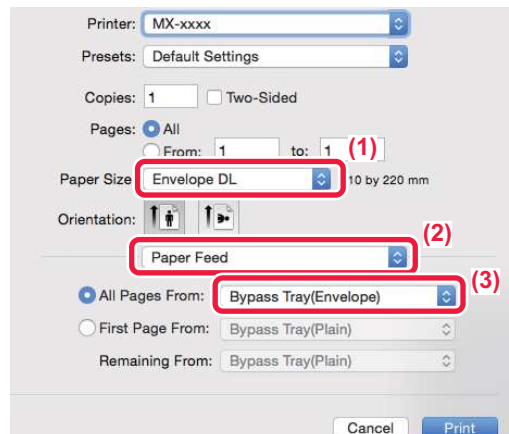 Printer: MX-xxxx
Presets: Default Settings
Copies: 1 Two-Sided
Pages: All
From: 1 to: 1 (1)
Paper Size Envelope DL 10 by 220 mm
Orientation:
(2)
Paper Feed
(3)
All Pages From: Bypass Tray(Envelope)
First Page From: Bypass Tray(Plain)
Remaining From: Bypass Tray(Plain)
Cancel Print